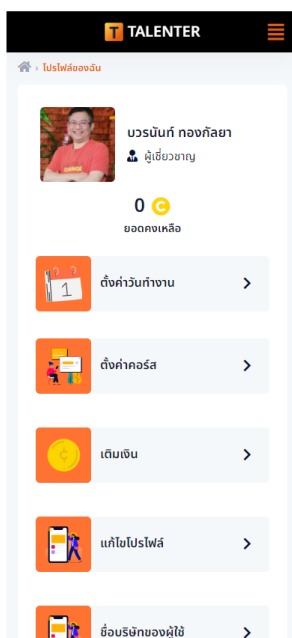 TALENTER
โปรไฟล์ของฉัน
บวรนันท์ ทองกัลยา
ผู้เชี่ยวชาญ
0
ยอดคงเหลือ
ตั้งค่าวันทำงาน
ตั้งค่าคอร์ส
เติมเงิน
แก้ไขโปรไฟล์
ชื่อบริษัทของผู้ใช้